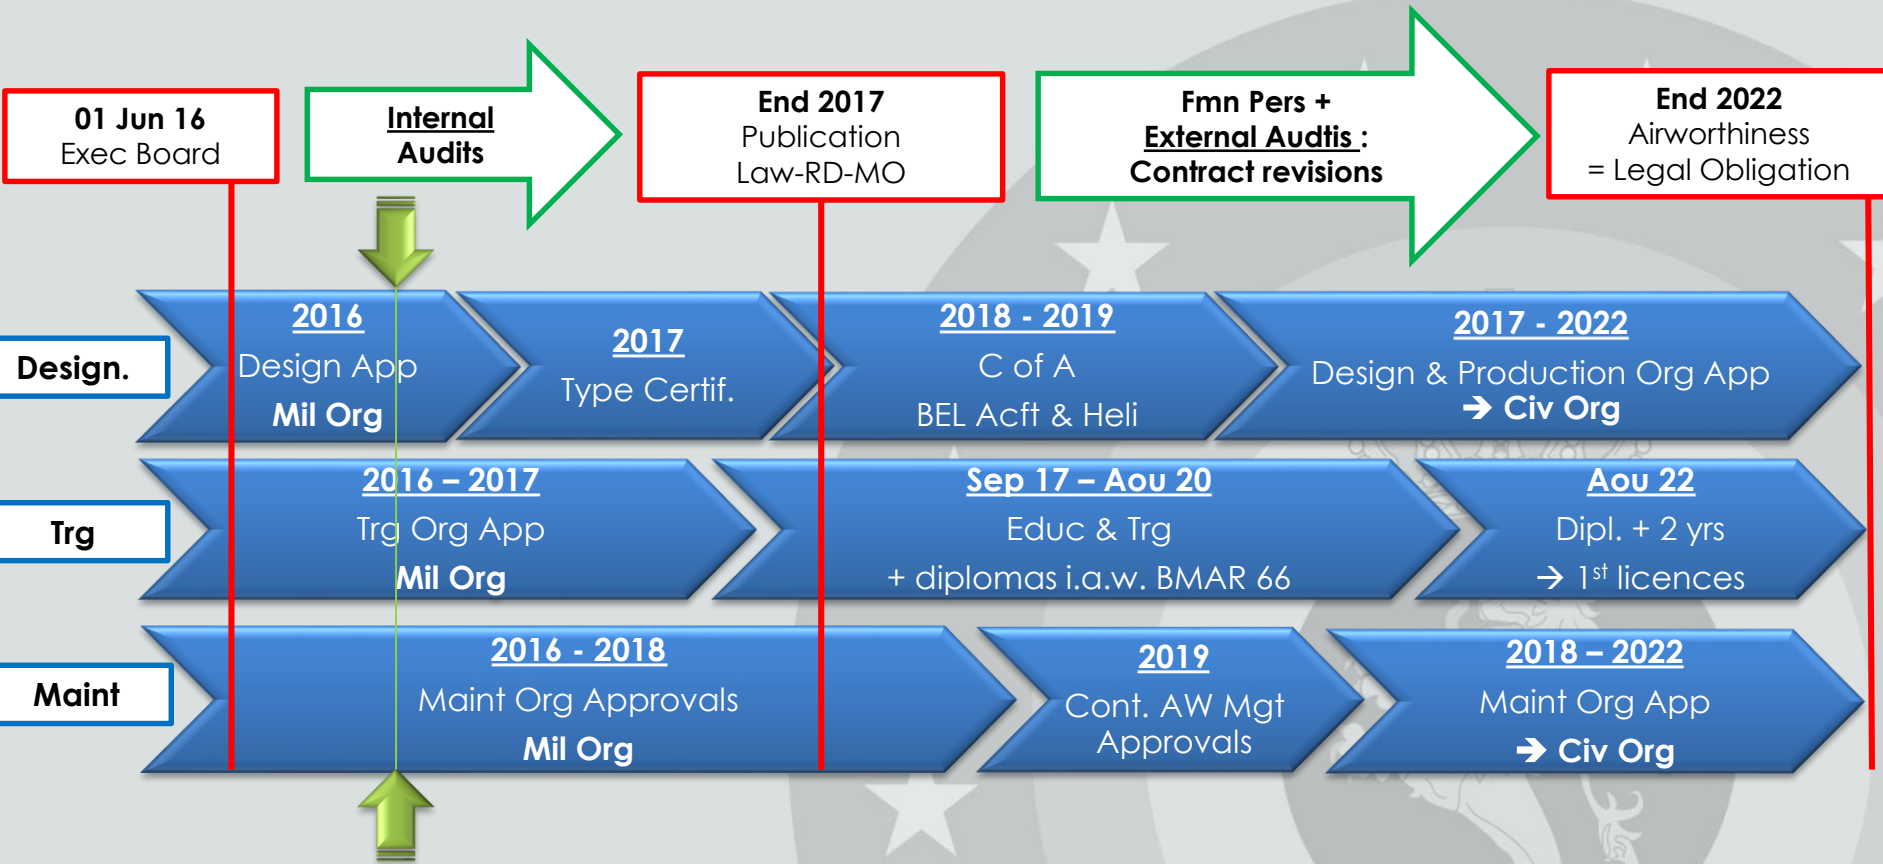 01 Jun 16
Exec Board
Internal
Audits
End 2017
Publication
Law-RD-MO
Fmn Pers +
External Audtis :
Contract revisions
End 2022
Airworthiness
= Legal Obligation
Design.
2016
Design App
Mil Org
2017
Type Certif.
2018 - 2019
C of A
BEL Acft & Heli
2017 - 2022
Design & Production Org App
→ Civ Org
Trg
2016 – 2017
Trg Org App
Mil Org
Sep 17 – Aou 20
Educ & Trg
+ diplomas i.a.w. BMAR 66
Aou 22
Dipl. + 2 yrs
→ 1st licences
Maint
2016 - 2018
Maint Org Approvals
Mil Org
2019
Cont. AW Mgt
Approvals
2018 – 2022
Maint Org App
→ Civ Org